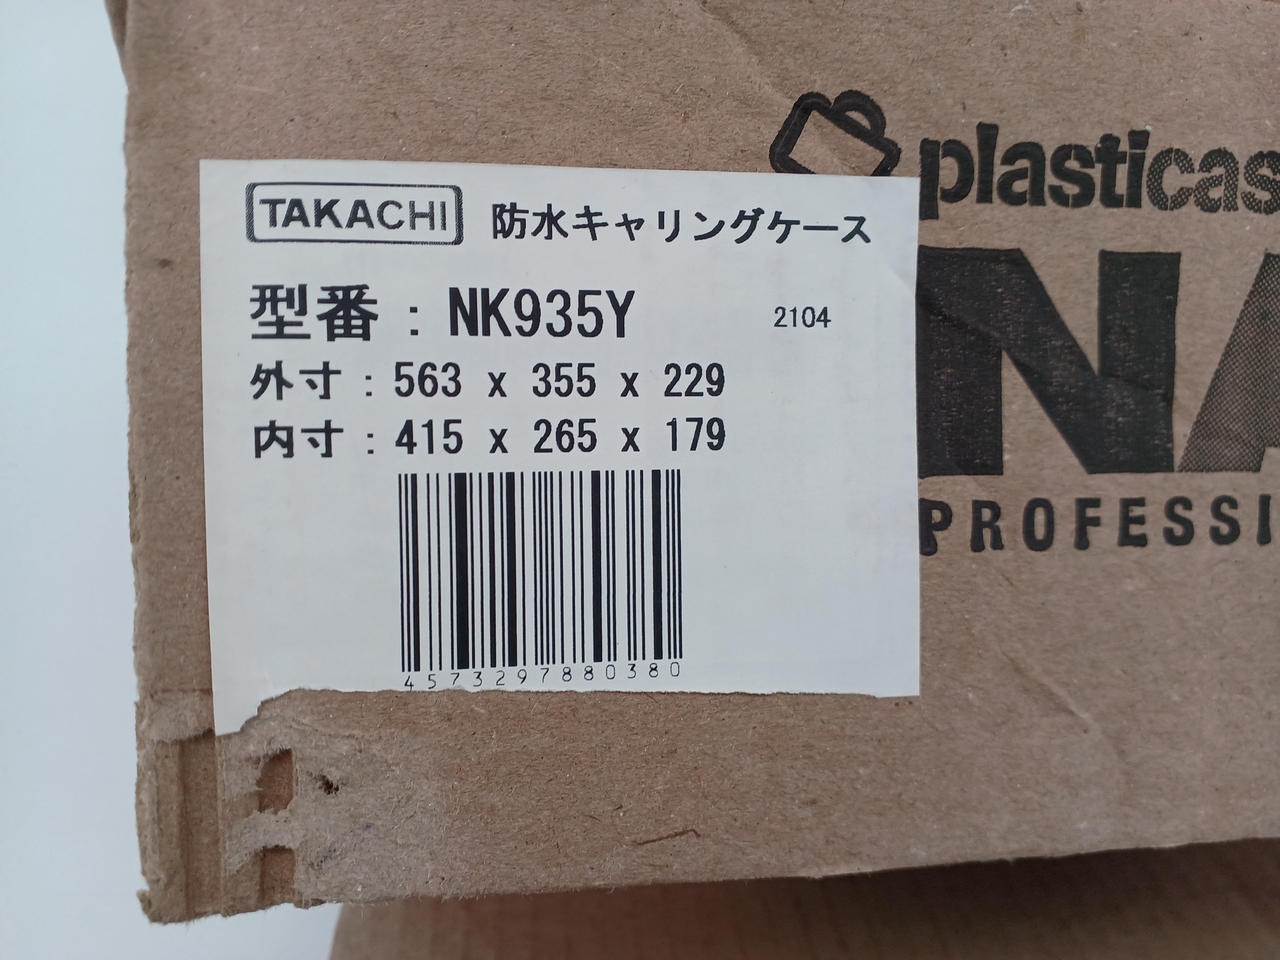 plasticas
TAKACHI 防水キャリングケース
型番 : NK935Y 2104
外寸 : 563 x 355 x 229
内寸 : 415 x 265 x 179
4573297880380
NA
PROFESSI